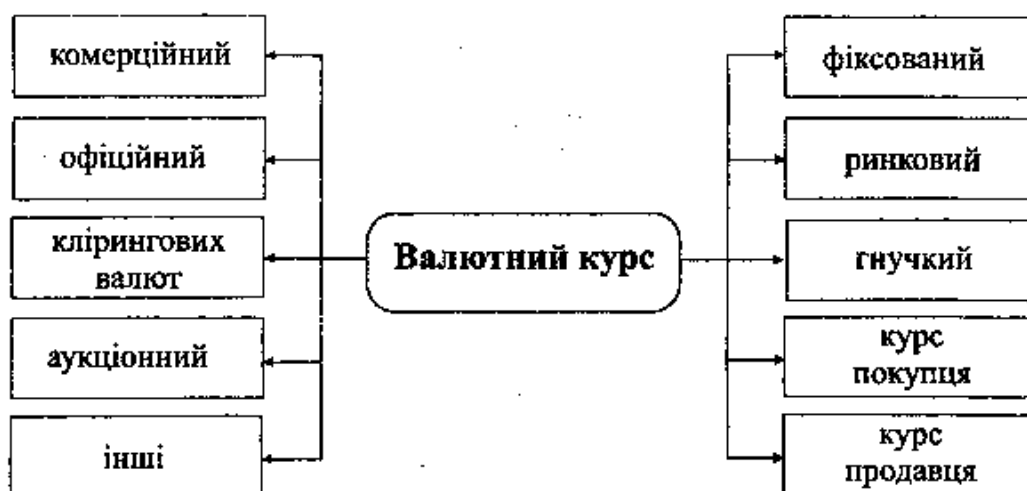 комерційний
офіційний
клірингових
валют
аукціонний
інші
Валютний курс
фіксований
ринковий
гнучкий
курс
покупця
курс
продавця